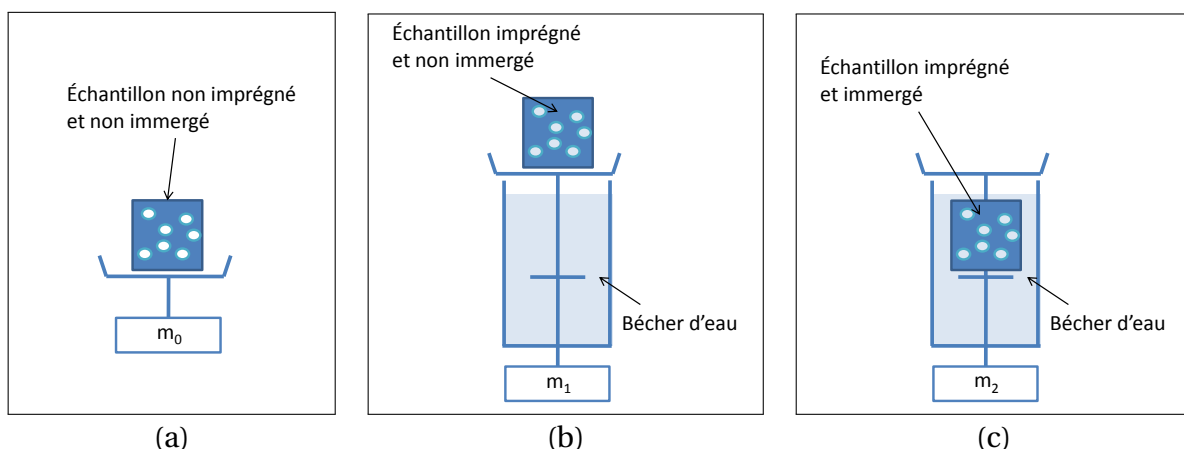 Échantillon non imprégné
et non immergé
m₀
(a)
Échantillon imprégné
et non immergé
Bécher d'eau
m₁
(b)
Échantillon imprégné
et immergé
Bécher d'eau
m₂
(c)